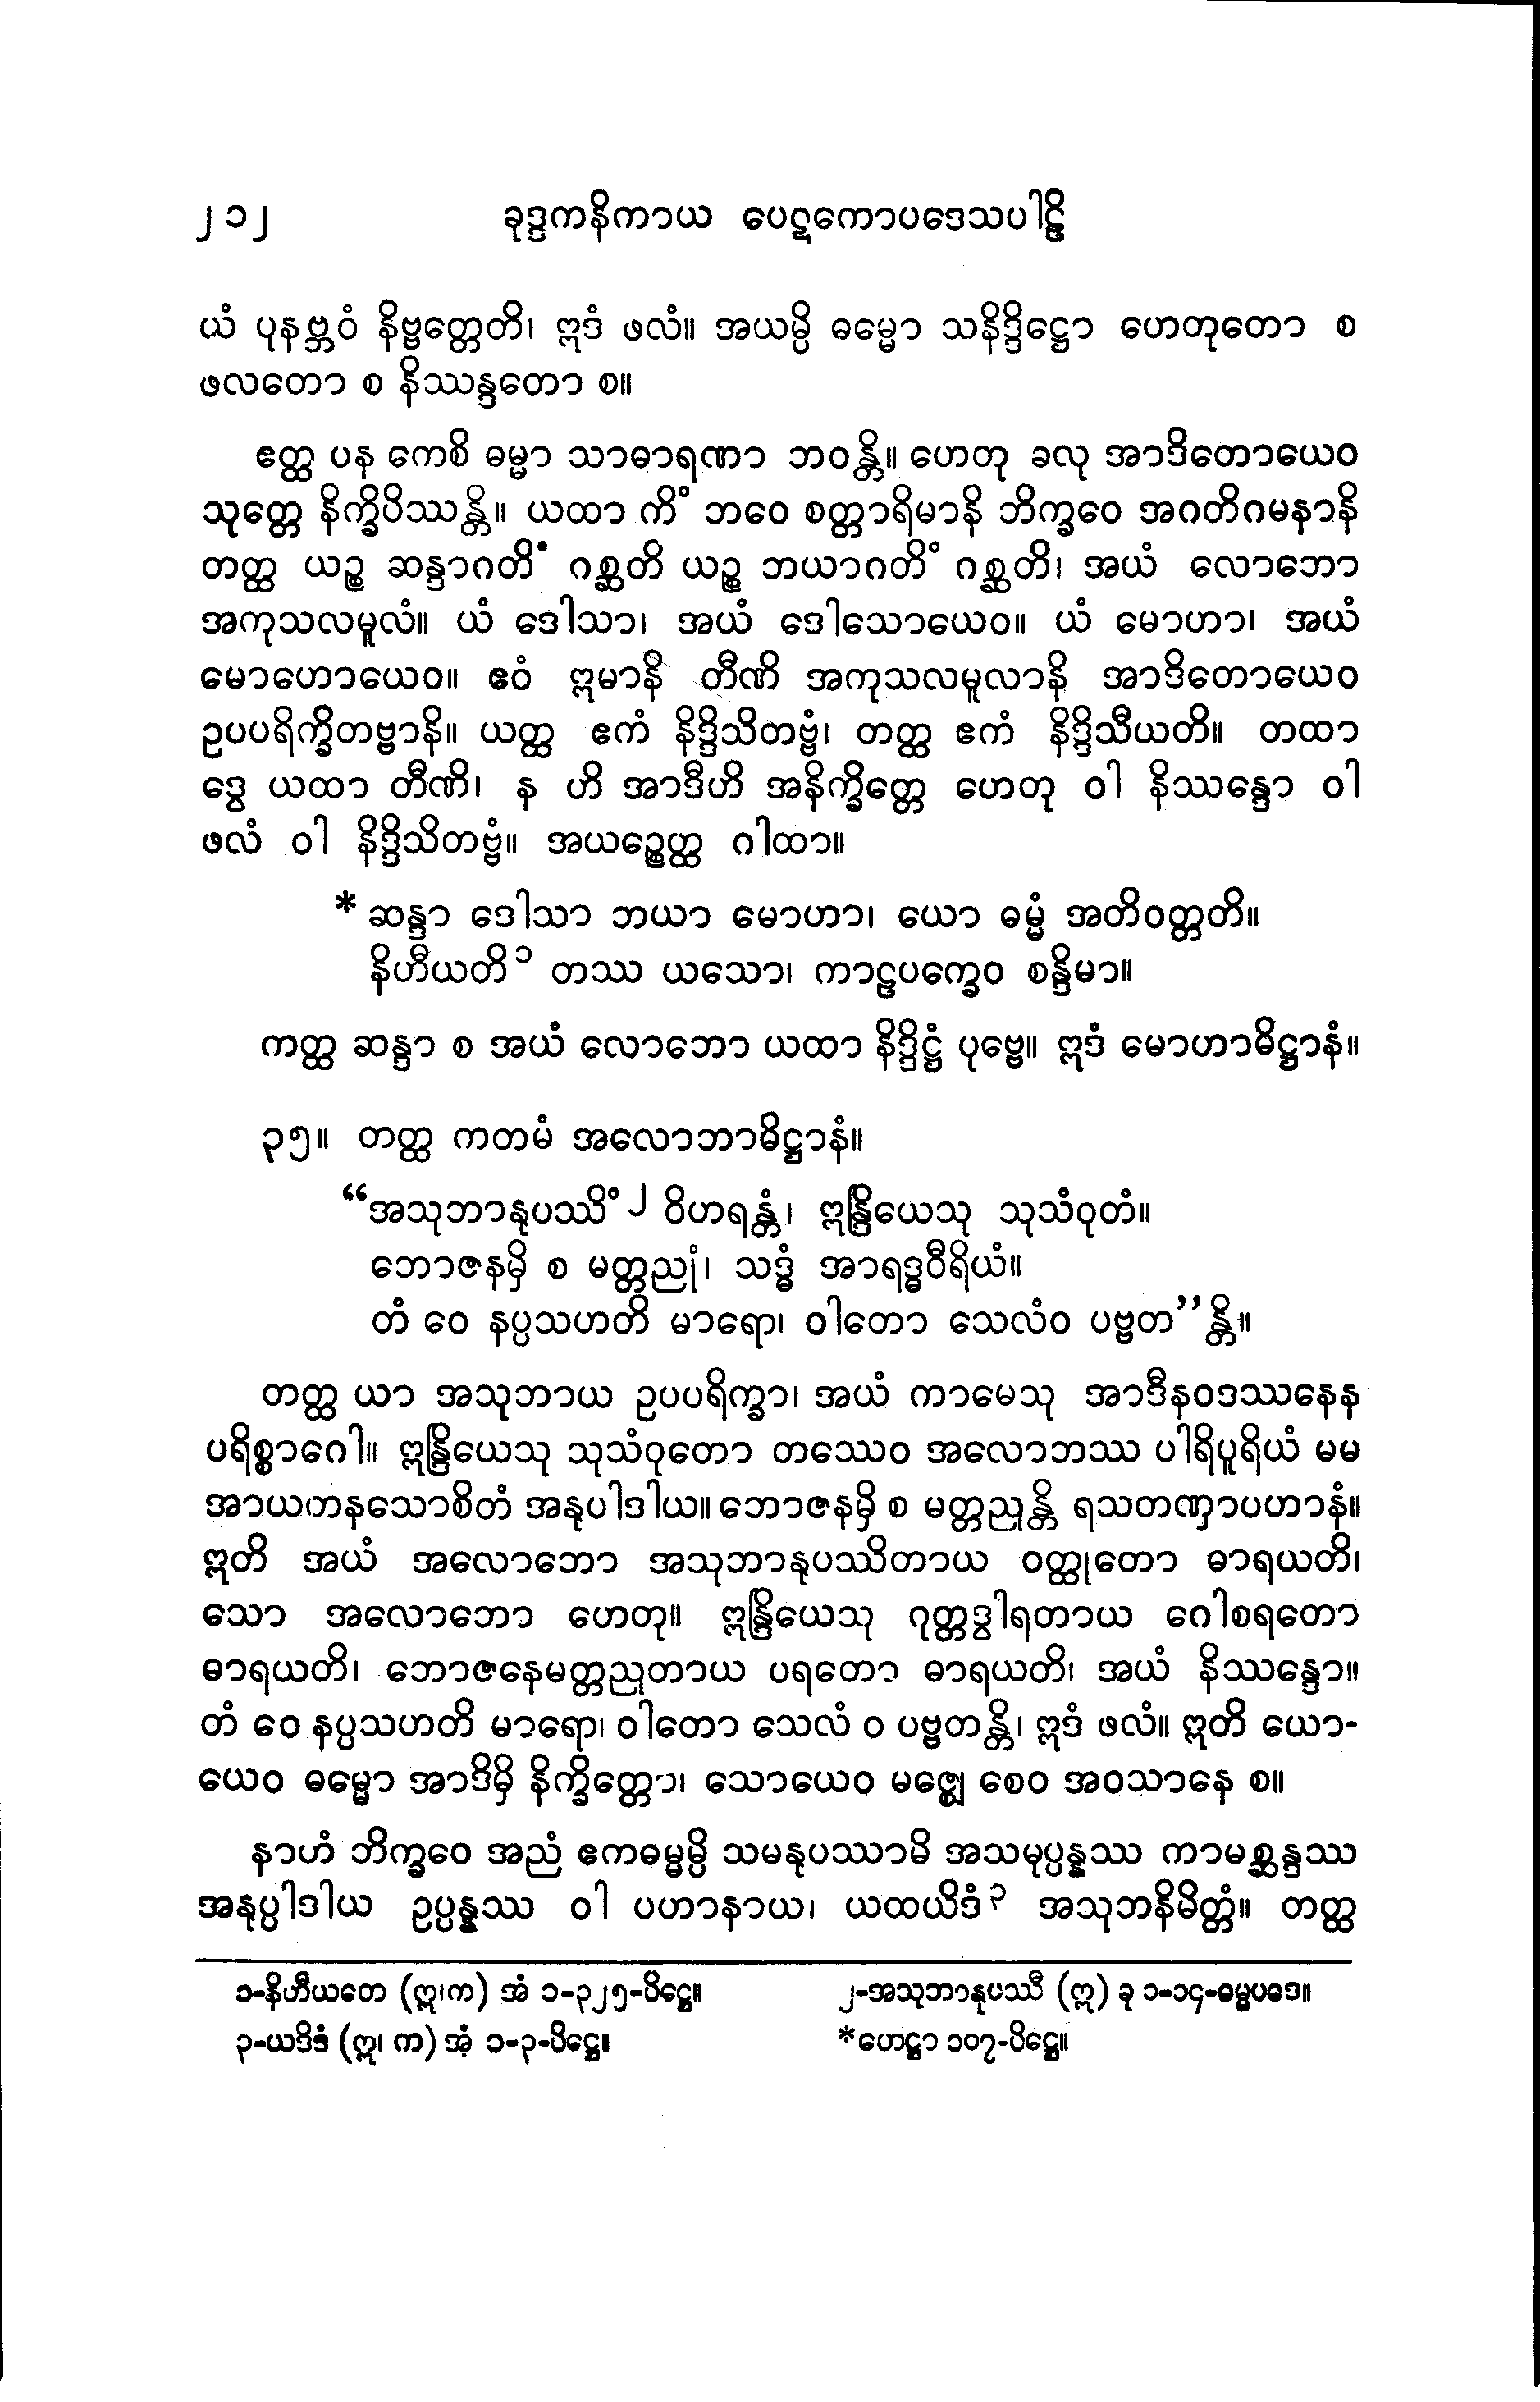 ၂၁၂ ခုဒ္ဒကနိကာယ ပေဋကောပဒေသပါဠိ
ယံ ပုနဗ္ဘဝံ နိဗ္ဗတ္တေတိ၊ ဣဒံ ဖလံ။ အယမ္ပိ ဓမ္မော သနိဒ္ဒိဋ္ဌော ဟေတုတော စ
ဖလတော စ နိဿန္ဒတော စ။
ဧတ္ထ ပန ကေစိ ဓမ္မာ သာဓာရဏာ ဘဝန္တိ။ ဟေတု ခလု အာဒိတောယေဝ
သုတ္တေ နိက္ခိပိဿန္တိ။ ယထာ ကိံ ဘဝေ စတ္တာရိမာနိ ဘိက္ခဝေ အဂတိဂမနာနိ
တတ္ထ ယဉ္စ ဆန္ဒာဂတိံ ဂစ္ဆတိ ယဉ္စ ဘယာဂတိံ ဂစ္ဆတိ၊ အယံ လောဘော
အကုသလမူလံ။ ယံ ဒေါသာ၊ အယံ ဒေါသောယေဝ။ ယံ မောဟာ၊ အယံ
မောဟောယေဝ။ ဧဝံ ဣမာနိ တီဏိ အကုသလမူလာနိ အာဒိတောယေဝ
ဥပပရိက္ခိတဗ္ဗာနိ။ ယတ္ထ ဧကံ နိဒ္ဒိသိတဗ္ဗံ၊ တတ္ထ ဧကံ နိဒ္ဒိသီယတိ။ တထာ
ဒွေ ယထာ တီဏိ၊ န ဟိ အာဒီဟိ အနိက္ခိတ္တေ ဟေတု ဝါ နိဿန္ဒော ဝါ
ဖလံ ဝါ နိဒ္ဒိသိတဗ္ဗံ။ အယဉ္စေတ္ထ ဂါထာ။
* ဆန္ဒာ ဒေါသာ ဘယာ မောဟာ၊ ယော ဓမ္မံ အတိဝတ္တတိ။
နိဟီယတိ ၁ တဿ ယသော၊ ကာဠပက္ခေဝ စန္ဒိမာ။
ကတ္ထ ဆန္ဒာ စ အယံ လောဘော ယထာ နိဒ္ဒိဋ္ဌံ ပုဗ္ဗေ။ ဣဒံ မောဟာဓိဋ္ဌာနံ။
၃၅။ တတ္ထ ကတမံ အလောဘာဓိဋ္ဌာနံ။
“အသုဘာနုပဿိံ ၂ ဝိဟရန္တံ၊ ဣန္ဒြိယေသု သုသံဝုတံ။
ဘောဇနမှိ စ မတ္တညုံ၊ သဒ္ဓံ အာရဒ္ဓဝီရိယံ။
တံ ဝေ နပ္ပသဟတိ မာရော၊ ဝါတော သေလံဝ ပဗ္ဗတ”န္တိ။
တတ္ထ ယာ အသုဘာယ ဥပပရိက္ခာ၊ အယံ ကာမေသု အာဒီနဝဒဿနေန
ပရိစ္စာဂေါ။ ဣန္ဒြိယေသု သုသံဝုတော တဿေဝ အလောဘဿ ပါရိပူရိယံ မမ
အာယတနသောစိတံ အနုပါဒါယ။ ဘောဇနမှိ စ မတ္တညုန္တိ ရသတဏှာပဟာနံ။
ဣတိ အယံ အလောဘော အသုဘာနုပဿိတာယ ဝတ္ထုတော ဓာရယတိ၊
သော အလောဘော ဟေတု။ ဣန္ဒြိယေသု ဂုတ္တဒွါရတာယ ဂေါစရတော
ဓာရယတိ၊ ဘောဇနေမတ္တညုတာယ ပရတော ဓာရယတိ၊ အယံ နိဿန္ဒော။
တံ ဝေ နပ္ပသဟတိ မာရော၊ ဝါတော သေလံ ဝ ပဗ္ဗတန္တိ၊ ဣဒံ ဖလံ။ ဣတိ ယော-
ယေဝ ဓမ္မော အာဒိမှိ နိက္ခိတ္တော၊ သောယေဝ မဇ္ဈေ စေဝ အဝသာနေ စ။
နာဟံ ဘိက္ခဝေ အညံ ဧကဓမ္မမ္ပိ သမနုပဿာမိ အသမုပ္ပန္နဿ ကာမစ္ဆန္ဒဿ
အနုပ္ပါဒါယ ဥပ္ပန္နဿ ဝါ ပဟာနာယ၊ ယထယိဒံ ၃ အသုဘနိမိတ္တံ။ တတ္ထ
၁-နိဟီယတေ (ဣ၊က) အံ ၁-၃၂၅-ပိဋ္ဌေ။ ၂-အသုဘာနုပဿီ (ဣ) ခု ၁-၁၄-ဓမ္မပဒေ။
၃-ယဒိဒံ (ဣ၊ က) အံ့ ၁-၃-ပိဋ္ဌေ။ *ဟေဋ္ဌာ ၁၀၇-ပိဋ္ဌေ။